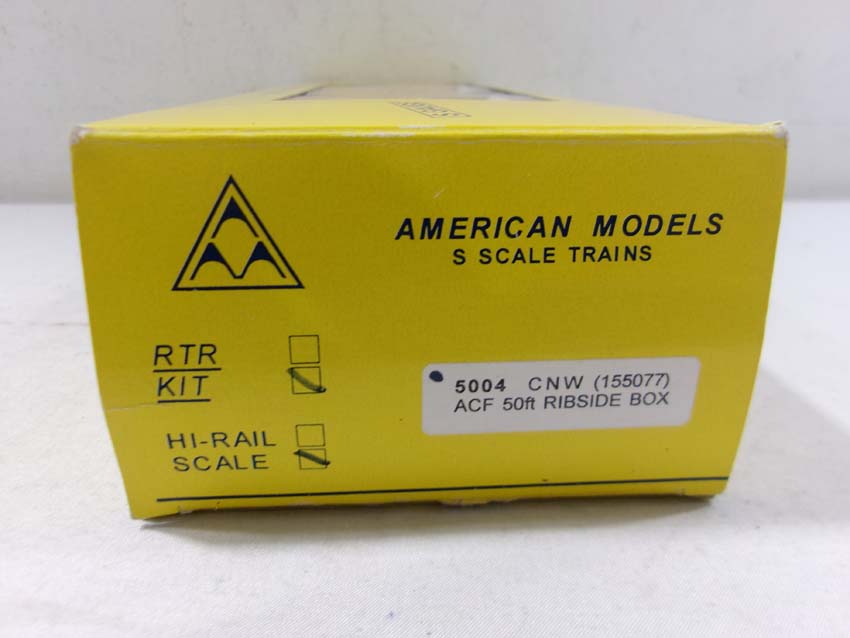 AMERICAN MODELS
S SCALE TRAINS
RTR
KIT
5004 CNW (155077)
ACF 50ft RIBSIDE BOX
HI-RAIL
SCALE